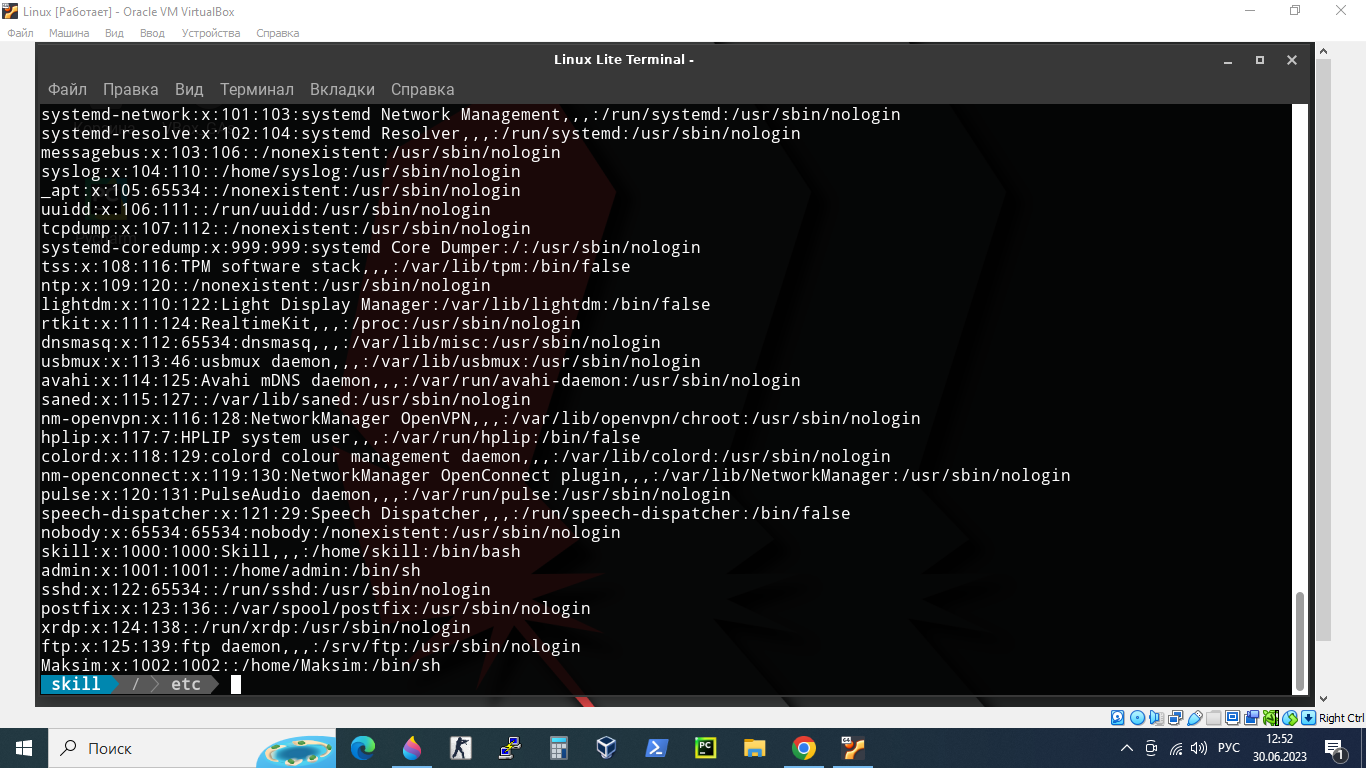 Linux [Работает] - Oracle VM VirtualBox
Файл Машина Вид Ввод Устройства Справка
Linux Lite Terminal -
Файл Правка Вид Терминал Вкладки Справка
systemd-network:x:101:103:systemd Network Management,,,:/run/systemd:/usr/sbin/nologin
systemd-resolve:x:102:104:systemd Resolver,,,:/run/systemd:/usr/sbin/nologin
messagebus:x:103:106::/nonexistent:/usr/sbin/nologin
syslog:x:104:110::/home/syslog:/usr/sbin/nologin
_apt:x:105:65534::/nonexistent:/usr/sbin/nologin
uuidd:x:106:111::/run/uuidd:/usr/sbin/nologin
tcpdump:x:107:112::/nonexistent:/usr/sbin/nologin
systemd-coredump:x:999:999:systemd Core Dumper:/:/usr/sbin/nologin
tss:x:108:116:TPM software stack,,,:/var/lib/tpm:/bin/false
ntp:x:109:120::/nonexistent:/usr/sbin/nologin
lightdm:x:110:122:Light Display Manager:/var/lib/lightdm:/bin/false
rtkit:x:111:124:RealtimeKit,,,:/proc:/usr/sbin/nologin
dnsmasq:x:112:65534:dnsmasq,,,:/var/lib/misc:/usr/sbin/nologin
usbmux:x:113:46:usbmux daemon,,,:/var/lib/usbmux:/usr/sbin/nologin
avahi:x:114:125:Avahi mDNS daemon,,,:/var/run/avahi-daemon:/usr/sbin/nologin
saned:x:115:127::/var/lib/saned:/usr/sbin/nologin
nm-openvpn:x:116:128:NetworkManager OpenVPN,,,:/var/lib/openvpn/chroot:/usr/sbin/nologin
hplip:x:117:7:HPLIP system user,,,:/var/run/hplip:/bin/false
colord:x:118:129:colord colour management daemon,,,:/var/lib/colord:/usr/sbin/nologin
nm-openconnect:x:119:130:NetworkManager OpenConnect plugin,,,:/var/lib/NetworkManager:/usr/sbin/nologin
pulse:x:120:131:PulseAudio daemon,,,:/var/run/pulse:/usr/sbin/nologin
speech-dispatcher:x:121:29:Speech Dispatcher,,,:/run/speech-dispatcher:/bin/false
nobody:x:65534:65534:nobody:/nonexistent:/usr/sbin/nologin
skill:x:1000:1000:Skill,,,:/home/skill:/bin/bash
admin:x:1001:1001::/home/admin:/bin/sh
sshd:x:122:65534::/run/sshd:/usr/sbin/nologin
postfix:x:123:136::/var/spool/postfix:/usr/sbin/nologin
xrdp:x:124:138::/run/xrdp:/usr/sbin/nologin
ftp:x:125:139:ftp daemon,,,:/srv/ftp:/usr/sbin/nologin
Maksim:x:1002:1002::/home/Maksim:/bin/sh
skill / etc
Right Ctrl
Поиск
РУС
12:52
30.06.2023
1